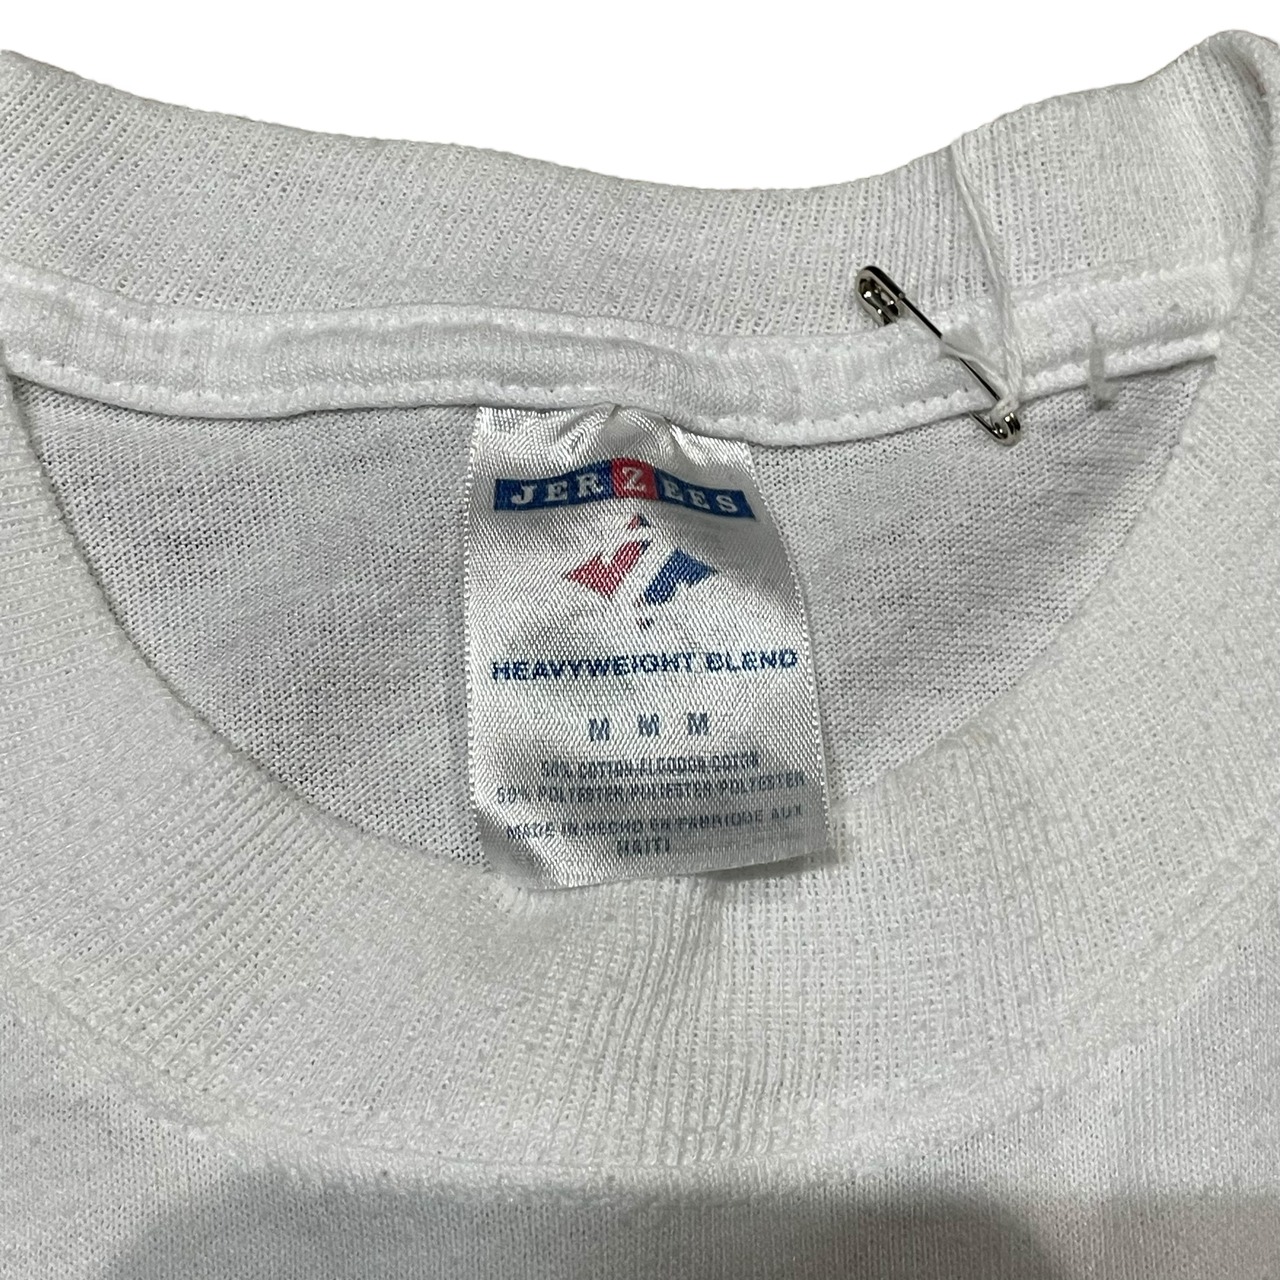 JERZEES
HEAVYWEIGHT BLEND
M M M
50% COTTON/ALGODON/COTON
50% POLYESTER/POLIESTER/POLYESTER
MADE IN/HECHO EN/FABRIQUE AUX
HAITI